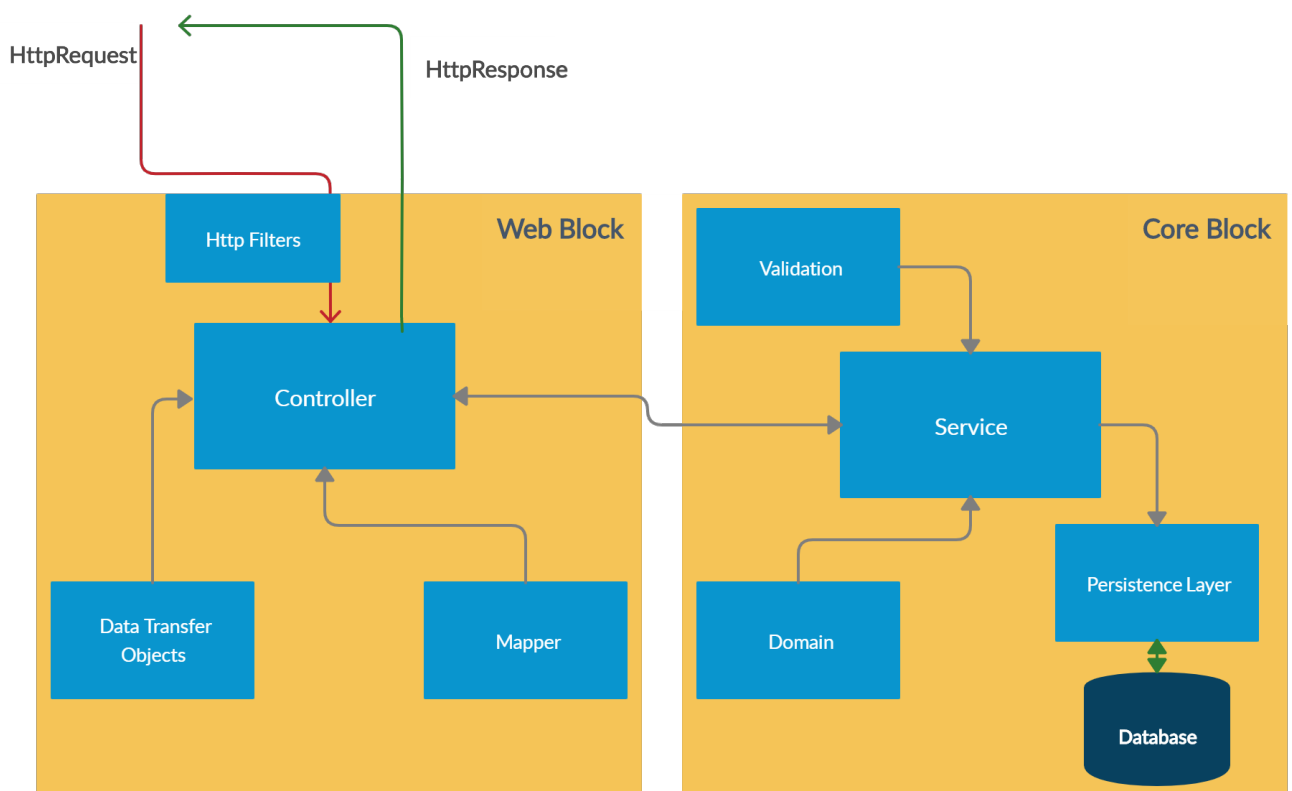 HttpRequest
HttpResponse
Http Filters
Web Block
Core Block
Validation
Controller
Service
Data Transfer
Objects
Mapper
Domain
Persistence Layer
Database